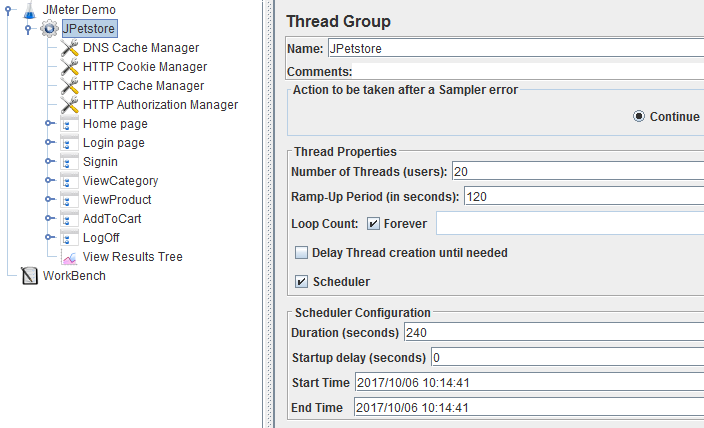 JMeter Demo
JPetstore
DNS Cache Manager
HTTP Cookie Manager
HTTP Cache Manager
HTTP Authorization Manager
Home page
Login page
Signin
ViewCategory
ViewProduct
AddToCart
LogOff
View Results Tree
WorkBench
Thread Group
Name: JPetstore
Comments:
Action to be taken after a Sampler error
Continue
Thread Properties
Number of Threads (users): 20
Ramp-Up Period (in seconds): 120
Loop Count: Forever
Delay Thread creation until needed
Scheduler
Scheduler Configuration
Duration (seconds) 240
Startup delay (seconds) 0
Start Time 2017/10/06 10:14:41
End Time 2017/10/06 10:14:41